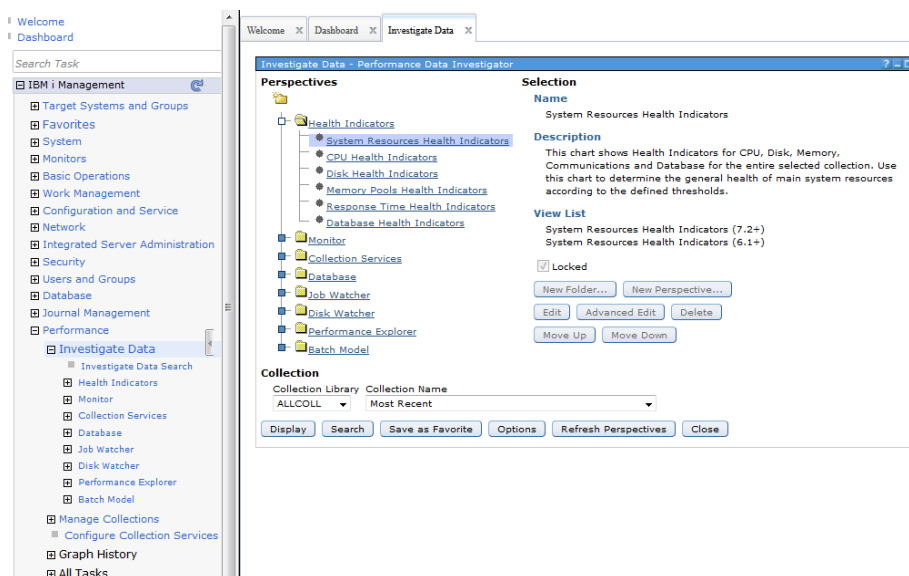 Welcome
Dashboard
Search Task
IBM i Management
Target Systems and Groups
Favorites
System
Monitors
Basic Operations
Work Management
Configuration and Service
Network
Integrated Server Administration
Security
Users and Groups
Database
Journal Management
Performance
Investigate Data
Investigate Data Search
Health Indicators
Monitor
Collection Services
Database
Job Watcher
Disk Watcher
Performance Explorer
Batch Model
Manage Collections
Configure Collection Services
Graph History
All Tasks
Welcome X Dashboard X Investigate Data X
Investigate Data - Performance Data Investigator
Perspectives
Health Indicators
System Resources Health Indicators
CPU Health Indicators
Disk Health Indicators
Memory Pools Health Indicators
Response Time Health Indicators
Database Health Indicators
Monitor
Collection Services
Database
Job Watcher
Disk Watcher
Performance Explorer
Batch Model
Selection
Name
System Resources Health Indicators
Description
This chart shows Health Indicators for CPU, Disk, Memory,
Communications and Database for the entire selected collection. Use
this chart to determine the general health of main system resources
according to the defined thresholds.
View List
System Resources Health Indicators (7.2+)
System Resources Health Indicators (6.1+)
Locked
New Folder... New Perspective...
Edit Advanced Edit Delete
Move Up Move Down
Collection
Collection Library Collection Name
ALLCOLL Most Recent
Display Search Save as Favorite Options Refresh Perspectives Close